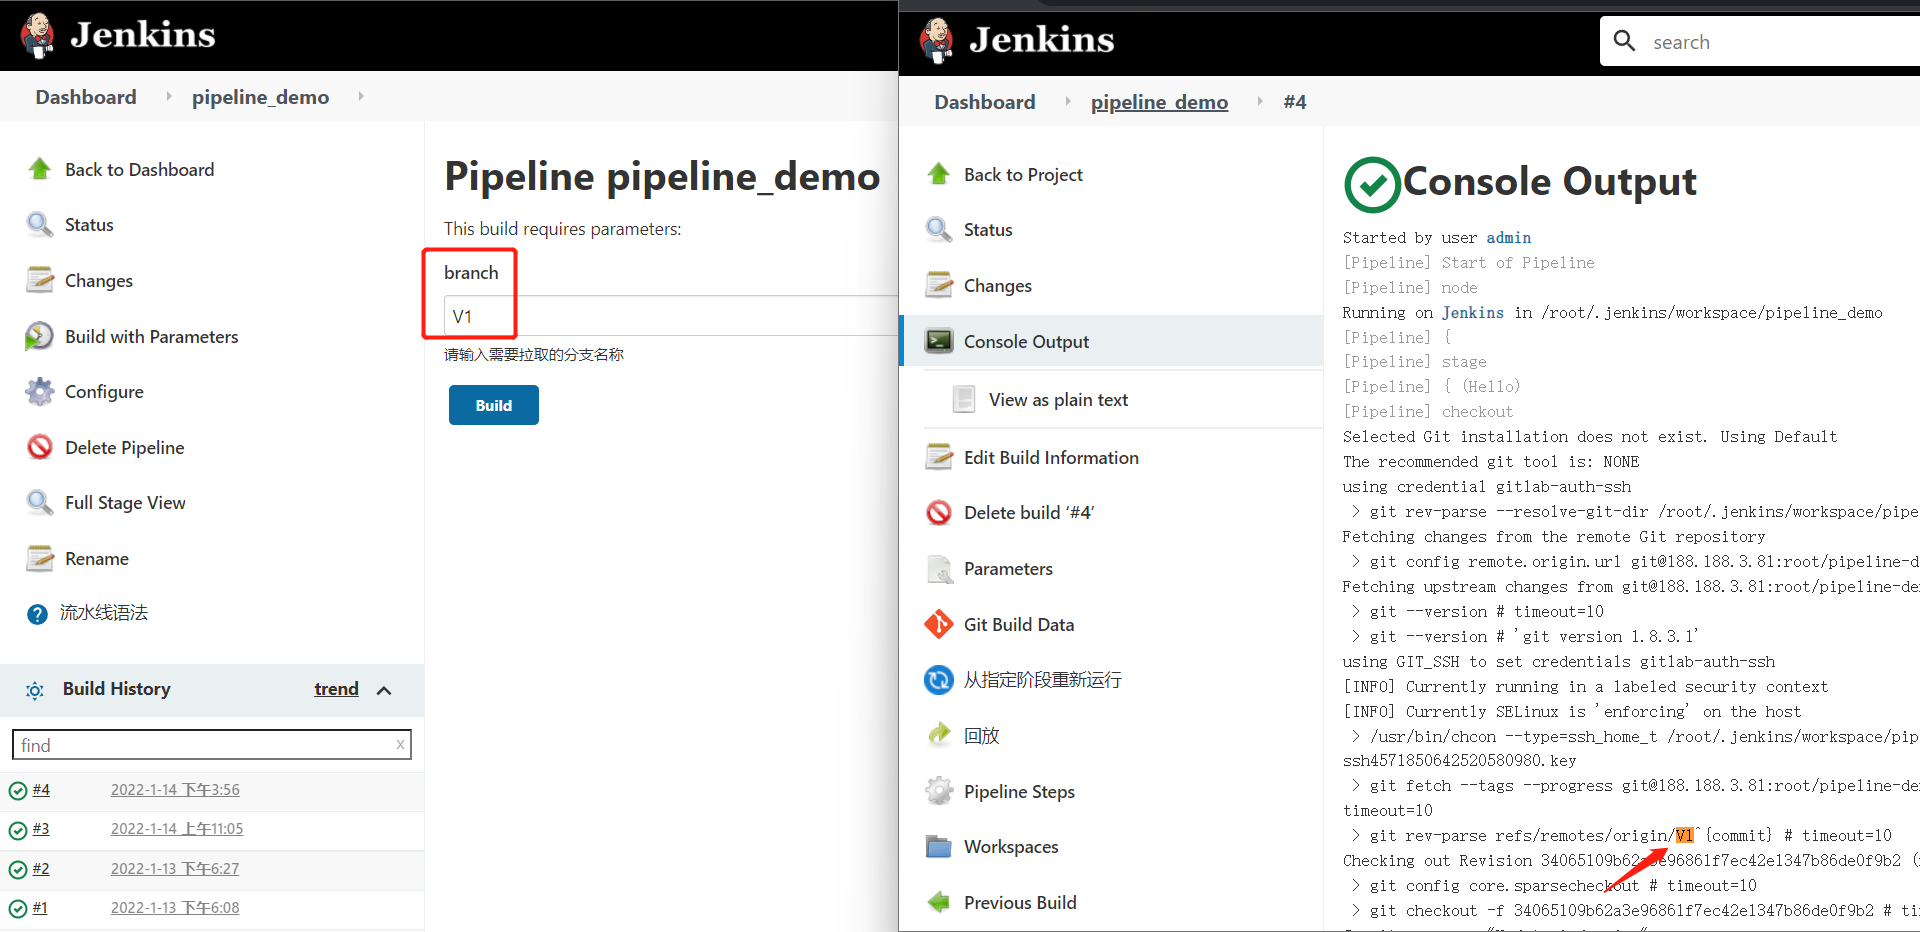 Jenkins
Dashboard
pipeline_demo
Back to Dashboard
Status
Changes
Build with Parameters
Configure
Delete Pipeline
Full Stage View
Rename
流水线语法
Build History
trend
find
x
#4 2022-1-14 下午3:56
#3 2022-1-14 上午11:05
#2 2022-1-13 下午6:27
#1 2022-1-13 下午6:08
Pipeline pipeline_demo
This build requires parameters:
branch
V1
请输入需要拉取的分支名称
Build
Jenkins
search
Dashboard
pipeline_demo
#4
Back to Project
Status
Changes
Console Output
View as plain text
Edit Build Information
Delete build ‘#4’
Parameters
Git Build Data
从指定阶段重新运行
回放
Pipeline Steps
Workspaces
Previous Build
Console Output
Started by user admin
[Pipeline] Start of Pipeline
[Pipeline] node
Running on Jenkins in /root/.jenkins/workspace/pipeline_demo
[Pipeline] {
[Pipeline] stage
[Pipeline] { (Hello)
[Pipeline] checkout
Selected Git installation does not exist. Using Default
The recommended git tool is: NONE
using credential gitlab-auth-ssh
> git rev-parse --resolve-git-dir /root/.jenkins/workspace/pipe
Fetching changes from the remote Git repository
> git config remote.origin.url git@188.188.3.81:root/pipeline-d
Fetching upstream changes from git@188.188.3.81:root/pipeline-de
> git --version # timeout=10
> git --version # 'git version 1.8.3.1'
using GIT_SSH to set credentials gitlab-auth-ssh
[INFO] Currently running in a labeled security context
[INFO] Currently SELinux is 'enforcing' on the host
> /usr/bin/chcon --type=ssh_home_t /root/.jenkins/workspace/pip
ssh4571850642520580980.key
> git fetch --tags --progress git@188.188.3.81:root/pipeline-de
timeout=10
> git rev-parse refs/remotes/origin/V1^{commit} # timeout=10
Checking out Revision 34065109b62a3e96861f7ec42e1347b86de0f9b2
> git config core.sparsecheckout # timeout=10
> git checkout -f 34065109b62a3e96861f7ec42e1347b86de0f9b2 # ti